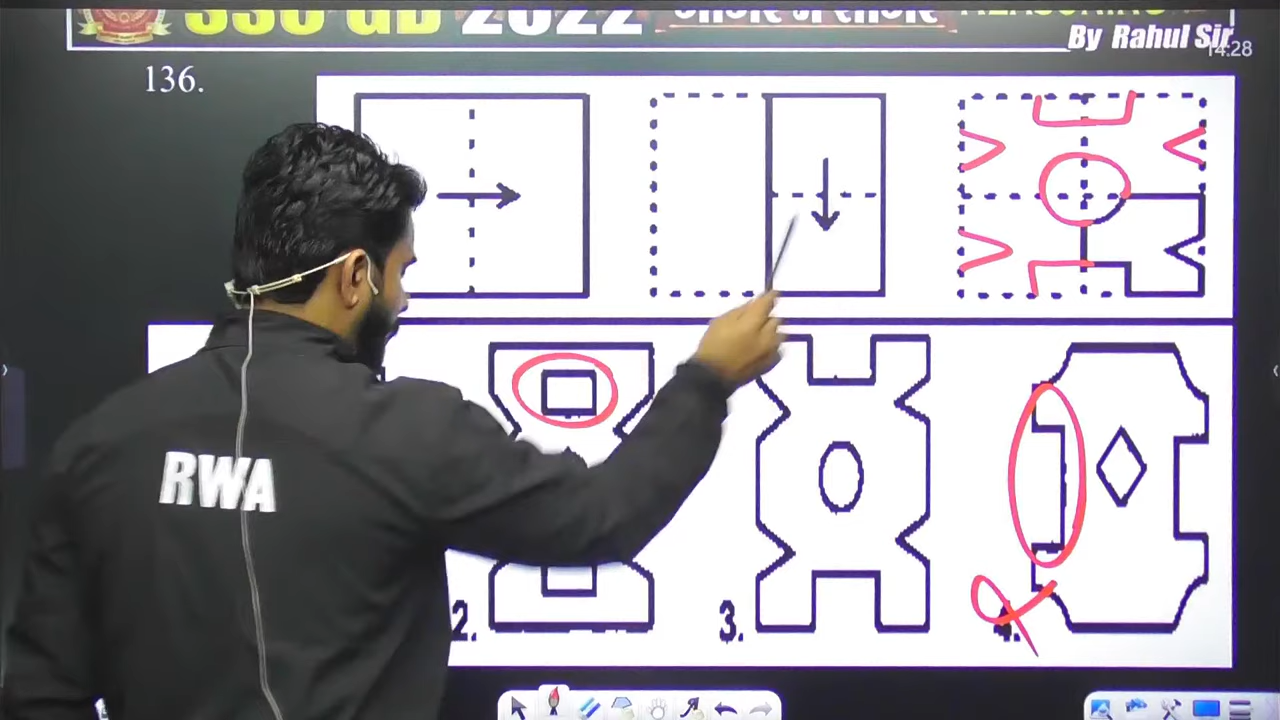 SSC GD 2022
By Rahul Sir
14:28
136.
RWA
2.
3.
4.